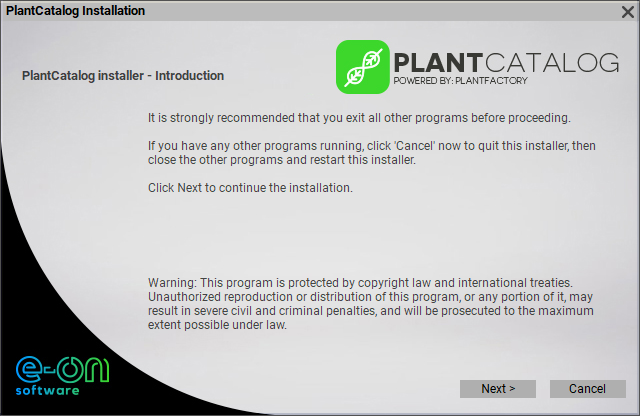 PlantCatalog Installation
PLANTCATALOG
POWERED BY: PLANTFACTORY
PlantCatalog installer - Introduction
It is strongly recommended that you exit all other programs before proceeding.
If you have any other programs running, click 'Cancel' now to quit this installer, then
close the other programs and restart this installer.
Click Next to continue the installation.
Warning: This program is protected by copyright law and international treaties.
Unauthorized reproduction or distribution of this program, or any portion of it, may
result in severe civil and criminal penalties, and will be prosecuted to the maximum
extent possible under law.
e-on
software
Next >
Cancel